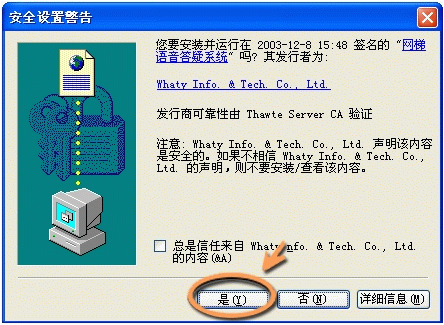 安全设置警告
您要安装并运行在 2003-12-8 15:48 签名的 “网梯
语音答疑系统” 吗? 其发行者为:
Whaty Info. & Tech. Co., Ltd.
发行商可靠性由 Thawte Server CA 验证
注意: Whaty Info. & Tech. Co., Ltd. 声明该内容
是安全的。如果不相信 Whaty Info. & Tech. Co.,
Ltd. 的声明,则不要安装/查看该内容。
总是信任来自 Whaty Info. & Tech. Co., Ltd.
的内容(&A)
是(Y)
否(N)
详细信息(M)